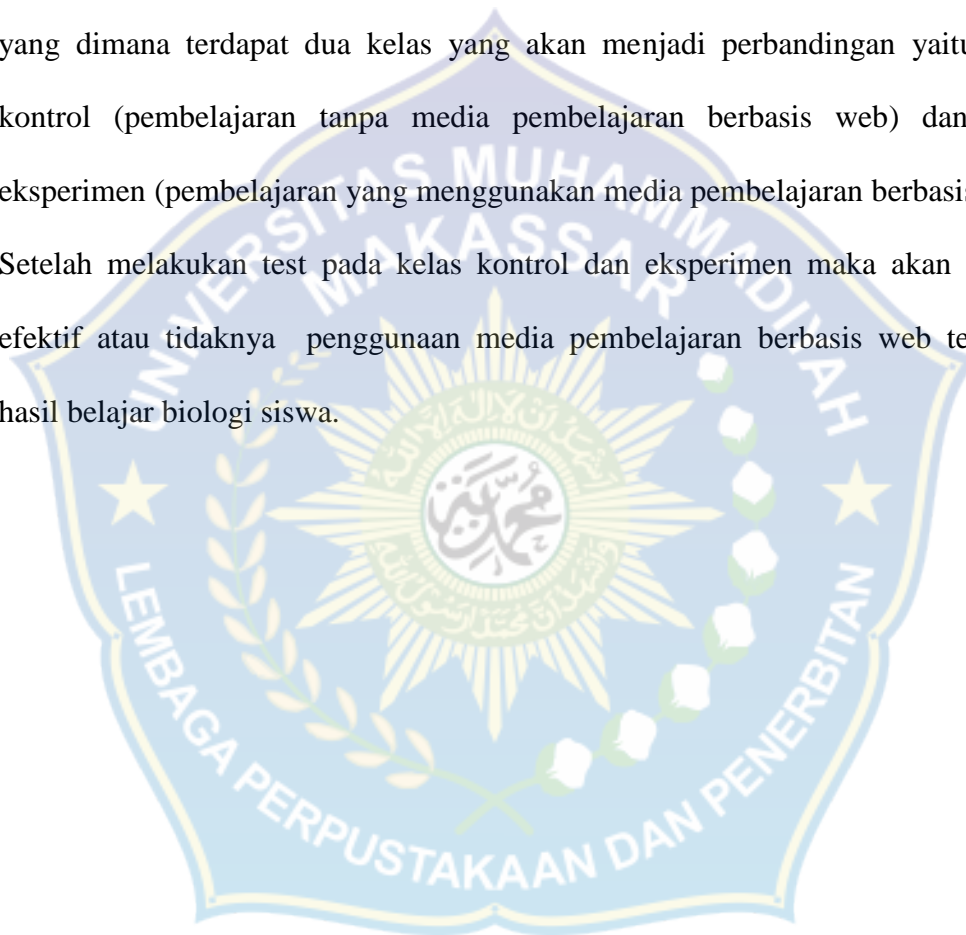 yang dimana terdapat dua kelas yang akan menjadi perbandingan yaitu
kontrol (pembelajaran tanpa media pembelajaran berbasis web) dan
eksperimen (pembelajaran yang menggunakan media pembelajaran berbasis
Setelah melakukan test pada kelas kontrol dan eksperimen maka akan
efektif atau tidaknya penggunaan media pembelajaran berbasis web te
hasil belajar biologi siswa.
UNIVERSITAS MUHAMMADIYAH
MAKASSAR
LEMBAGA PERPUSTAKAAN DAN PENERBITAN